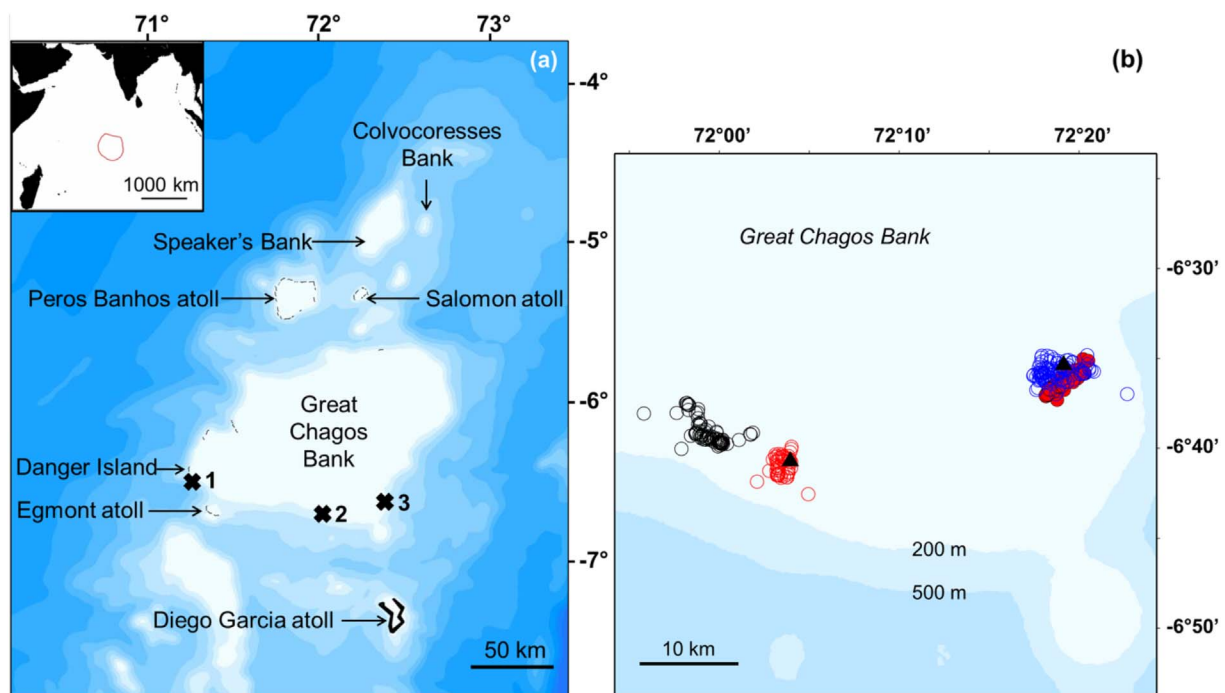 71°
72°
73°
(a)
-4°
Colvocoresses
Bank
1000 km
Speaker's Bank
-5°
Peros Banhos atoll
Salomon atoll
-6°
Great
Chagos
Bank
Danger Island
1
Egmont atoll
2
3
-7°
Diego Garcia atoll
50 km
(b)
72°00'
72°10'
72°20'
Great Chagos Bank
-6°30'
-6°40'
200 m
500 m
10 km
-6°50'